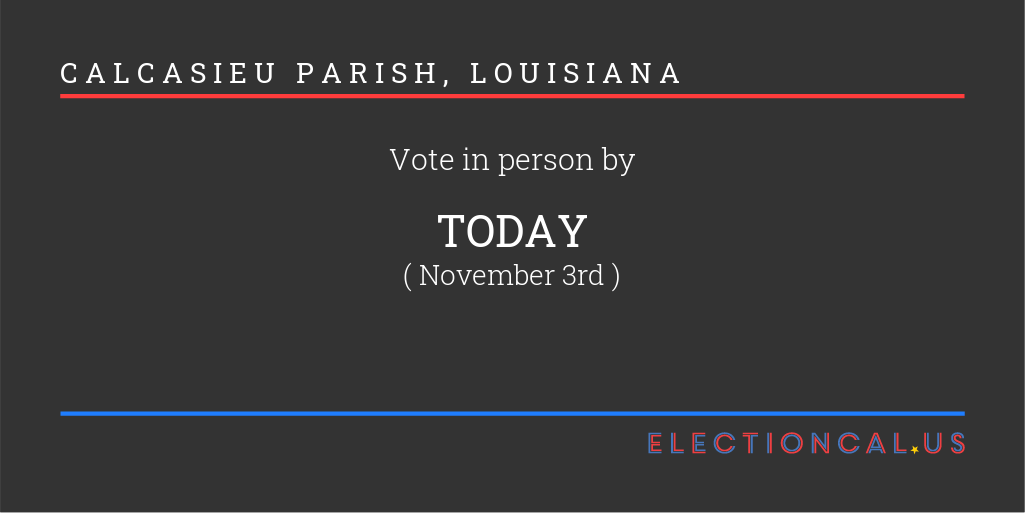 CALCASIEU PARISH, LOUISIANA
Vote in person by
TODAY
( November 3rd )
ELECTIONCAL.US